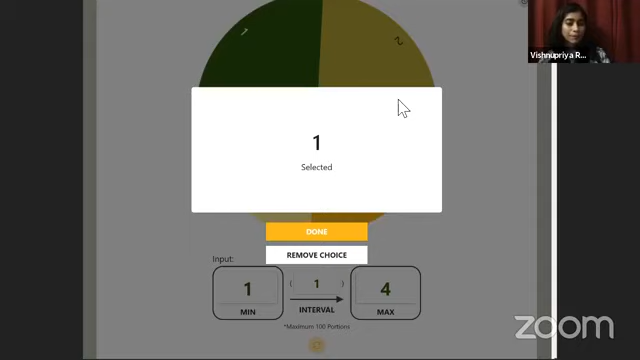 1
2
Vishnupriya R...
1
Selected
DONE
REMOVE CHOICE
Input:
1
( 1 )
4
MIN
INTERVAL
MAX
*Maximum 100 Portions
zoom